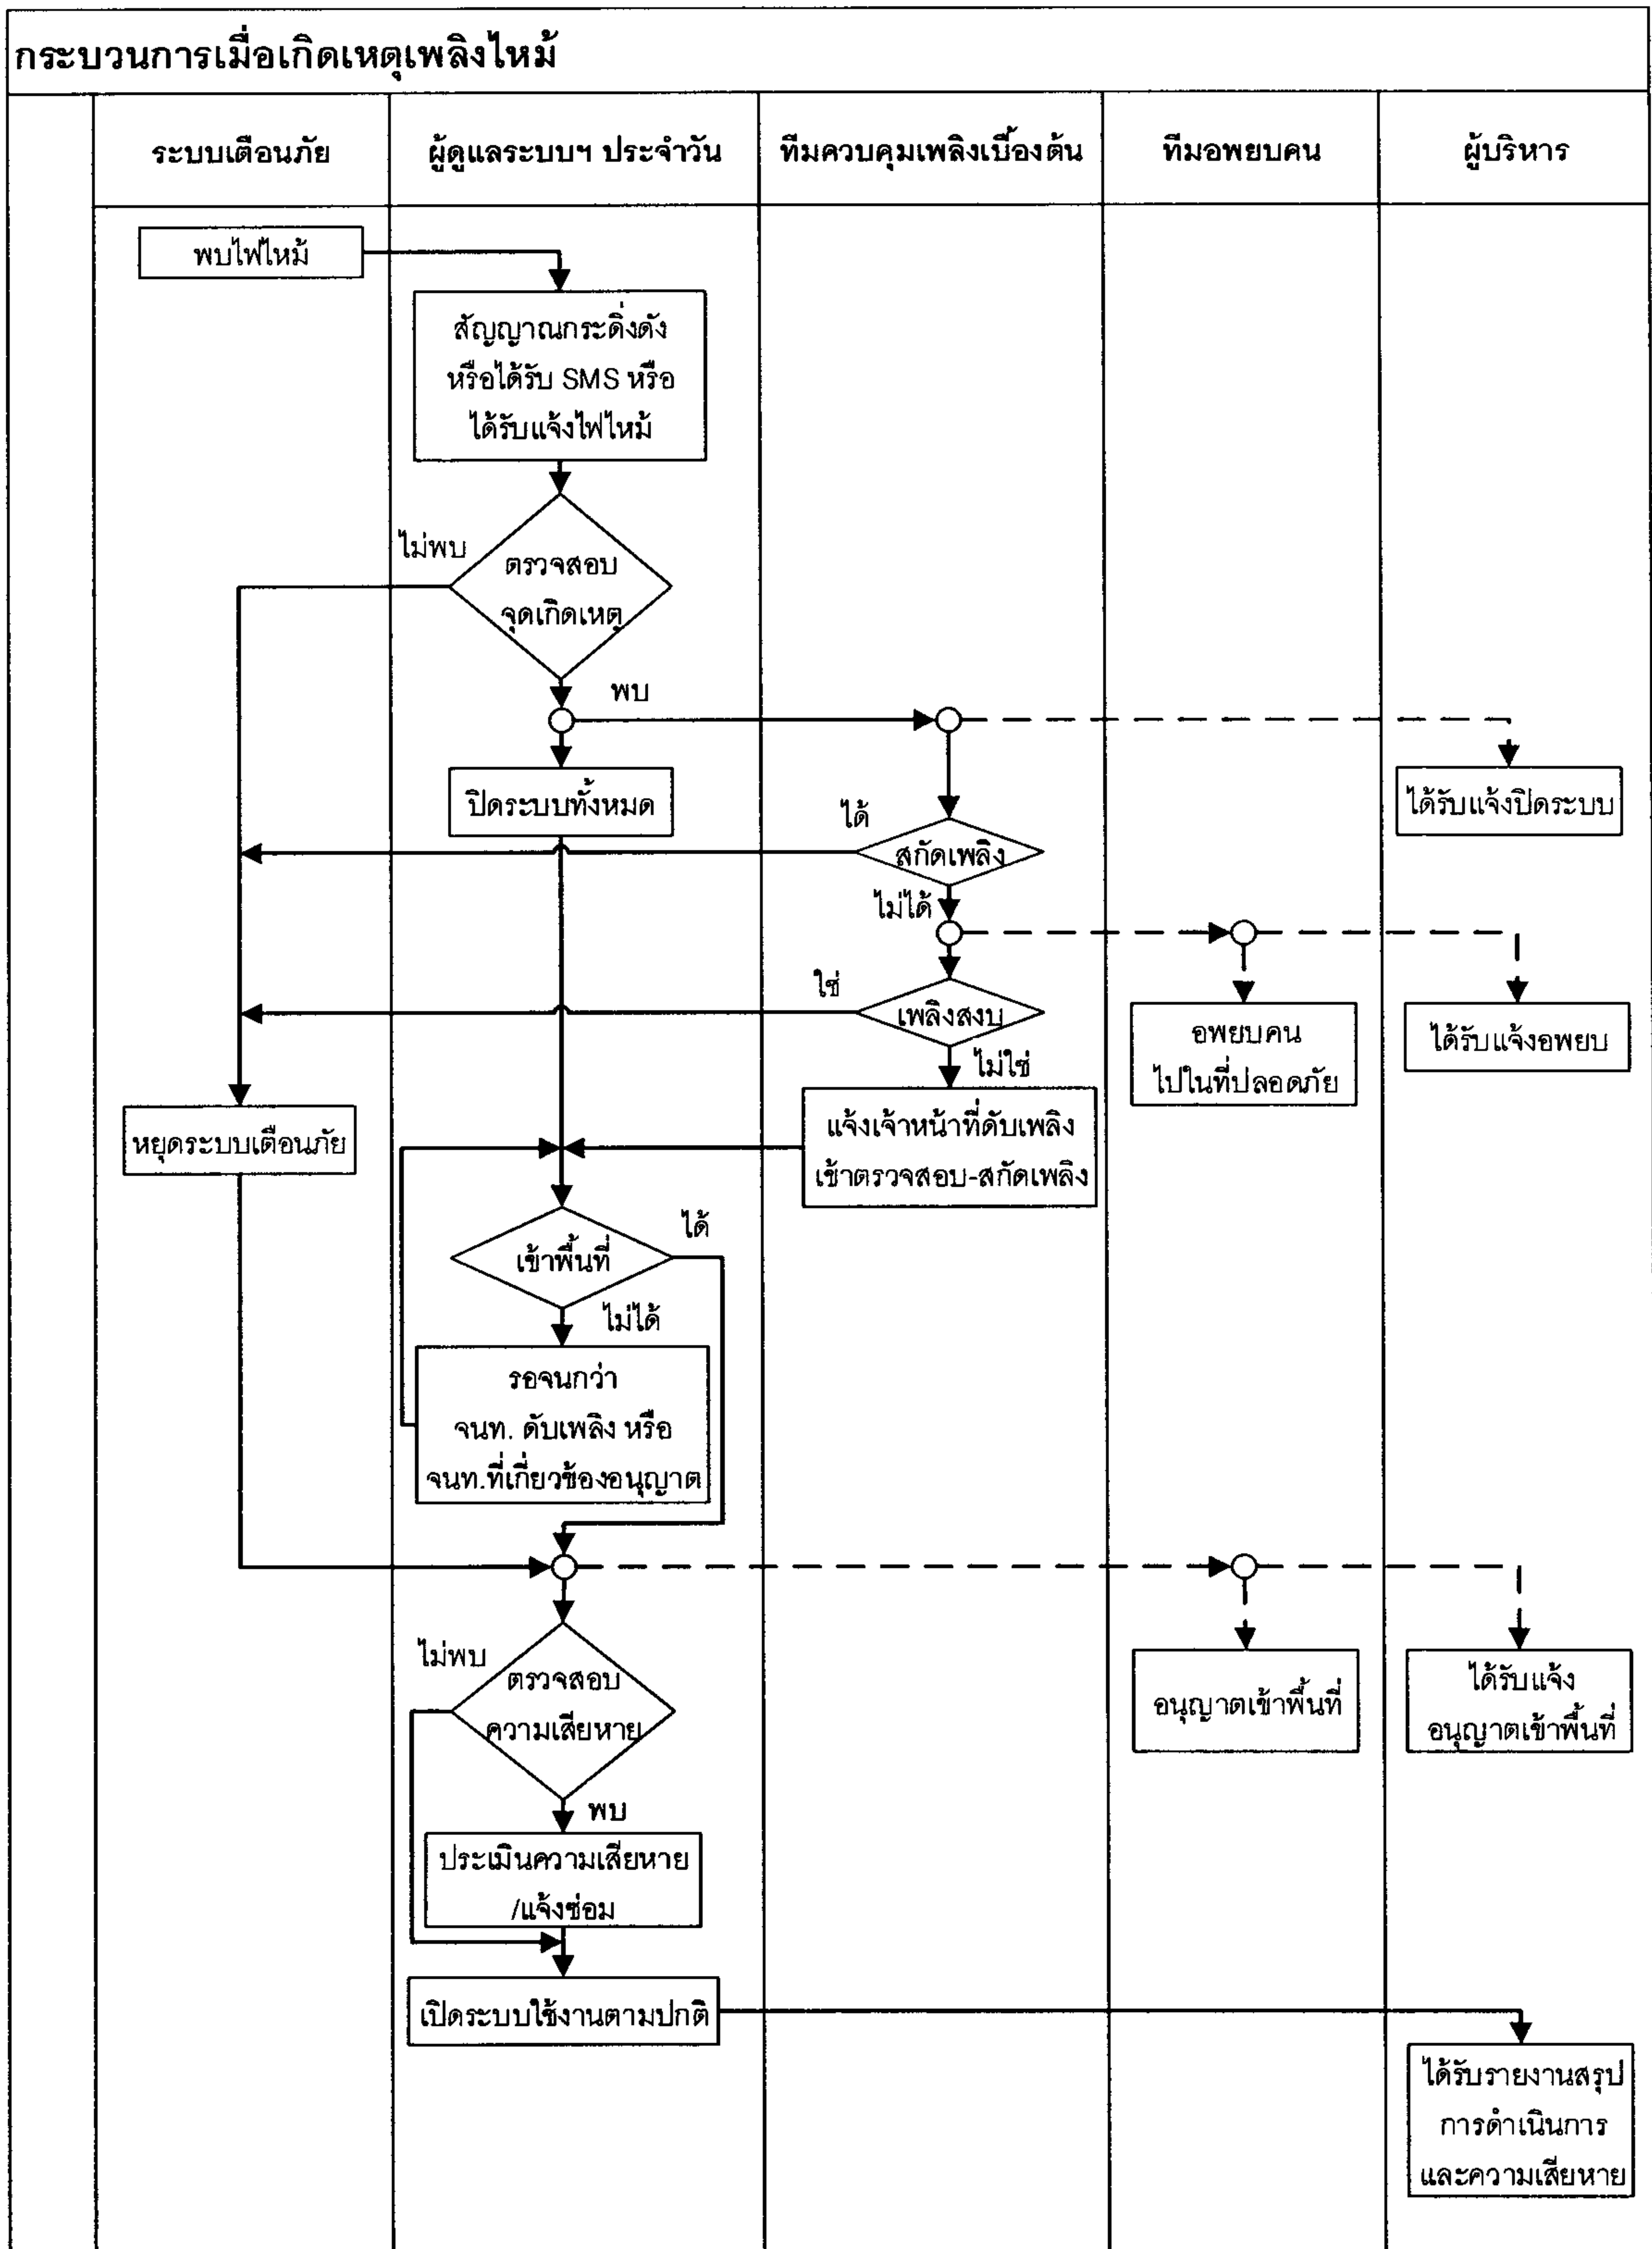 กระบวนการเมื่อเกิดเหตุเพลิงไหม้
ระบบเตือนภัย
ผู้ดูแลระบบฯ ประจำวัน
ทีมควบคุมเพลิงเบื้องต้น
ทีมอพยบคน
ผู้บริหาร
พบไฟไหม้
สัญญาณกระดิ่งดัง
หรือได้รับ SMS หรือ
ได้รับแจ้งไฟไหม้
ไม่พบ
ตรวจสอบ
จุดเกิดเหตุ
พบ
ปิดระบบทั้งหมด
ได้รับแจ้งปิดระบบ
ได้
สกัดเพลิง
ไม่ได้
ใช่
เพลิงสงบ
ไม่ใช่
อพยบคน
ไปในที่ปลอดภัย
ได้รับแจ้งอพยบ
หยุดระบบเตือนภัย
แจ้งเจ้าหน้าที่ดับเพลิง
เข้าตรวจสอบ-สกัดเพลิง
ได้
เข้าพื้นที่
ไม่ได้
รอจนกว่า
จนท. ดับเพลิง หรือ
จนท.ที่เกี่ยวข้องอนุญาต
ไม่พบ
ตรวจสอบ
ความเสียหาย
อนุญาตเข้าพื้นที่
ได้รับแจ้ง
อนุญาตเข้าพื้นที่
พบ
ประเมินความเสียหาย
/แจ้งซ่อม
เปิดระบบใช้งานตามปกติ
ได้รับรายงานสรุป
การดำเนินการ
และความเสียหาย